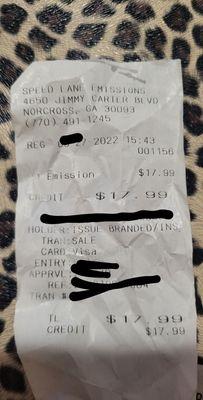 SPEED LANE EMISSIONS
4650 JIMMY CARTER BLVD
NORCROSS, GA 30093
(770) 491-1245
REG 2022 15:43
001156
1 Emission $17.99
CREDIT $17.99
HOLDER:ISSUE BRANDED/INS
TRAN:SALE
CARD:Visa
ENTRY:
APPRVL
REF
TRAN #
TL $17.99
CREDIT $17.99